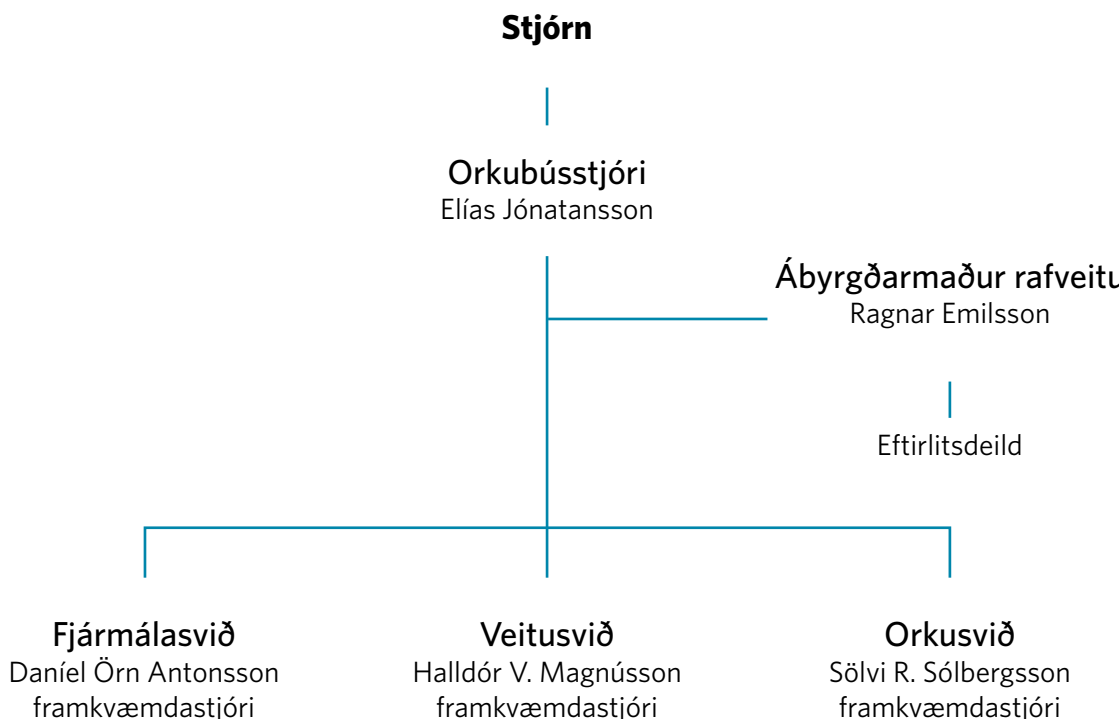 Stjórn
Orkubússtjóri
Elías Jónatansson
Ábyrgðarmaður rafveitu
Ragnar Emilsson
Eftirlitsdeild
Fjármálasvið
Daníel Örn Antonsson
framkvæmdastjóri
Veitusvið
Halldór V. Magnússon
framkvæmdastjóri
Orkusvið
Sölvi R. Sólbergsson
framkvæmdastjóri